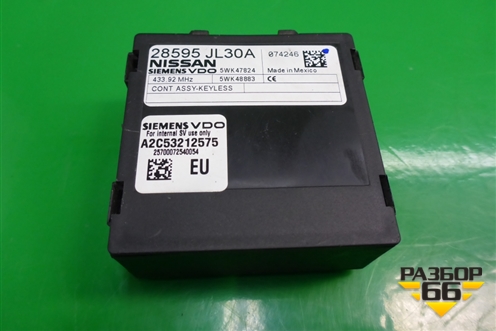 28595 JL30A
074246
NISSAN
SIEMENS VDO 5WK47824 Made in Mexico
433.92 MHz 5WK48883 CE
CONT ASSY-KEYLESS
SIEMENS VDO
For internal SV use only
A2C53212575
25700072540054
EU
РАЗБОР
66